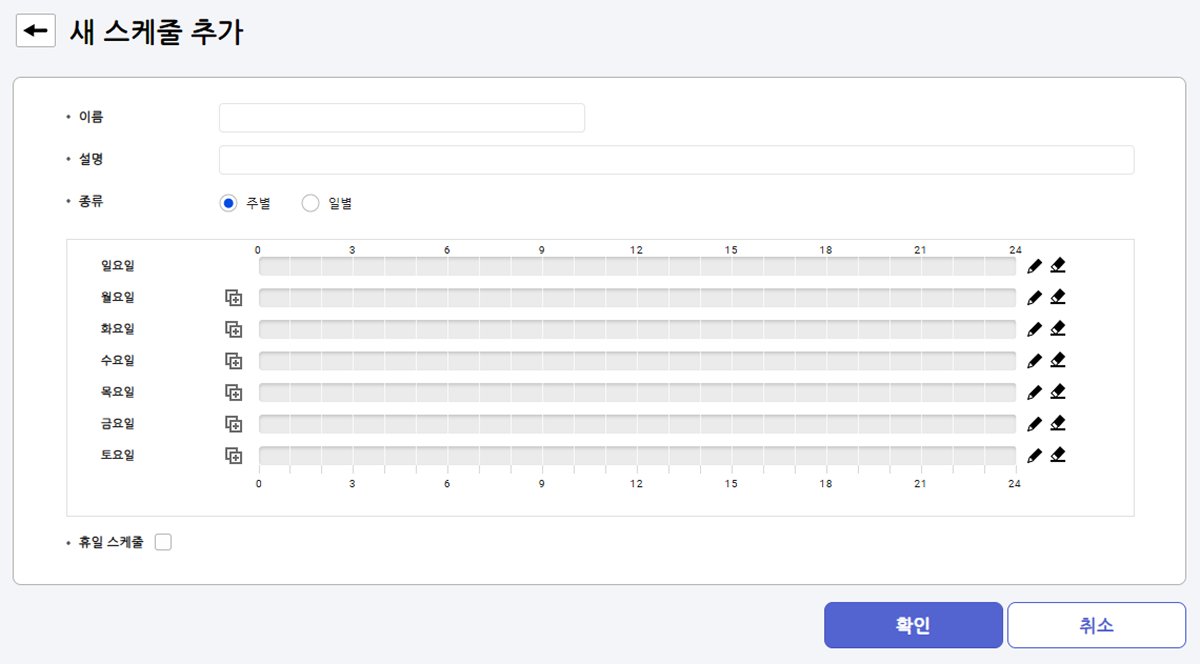 새 스케줄 추가
• 이름
• 설명
• 종류 주별 일별
0 3 6 9 12 15 18 21 24
일요일
월요일
화요일
수요일
목요일
금요일
토요일
0 3 6 9 12 15 18 21 24
• 휴일 스케줄
확인 취소